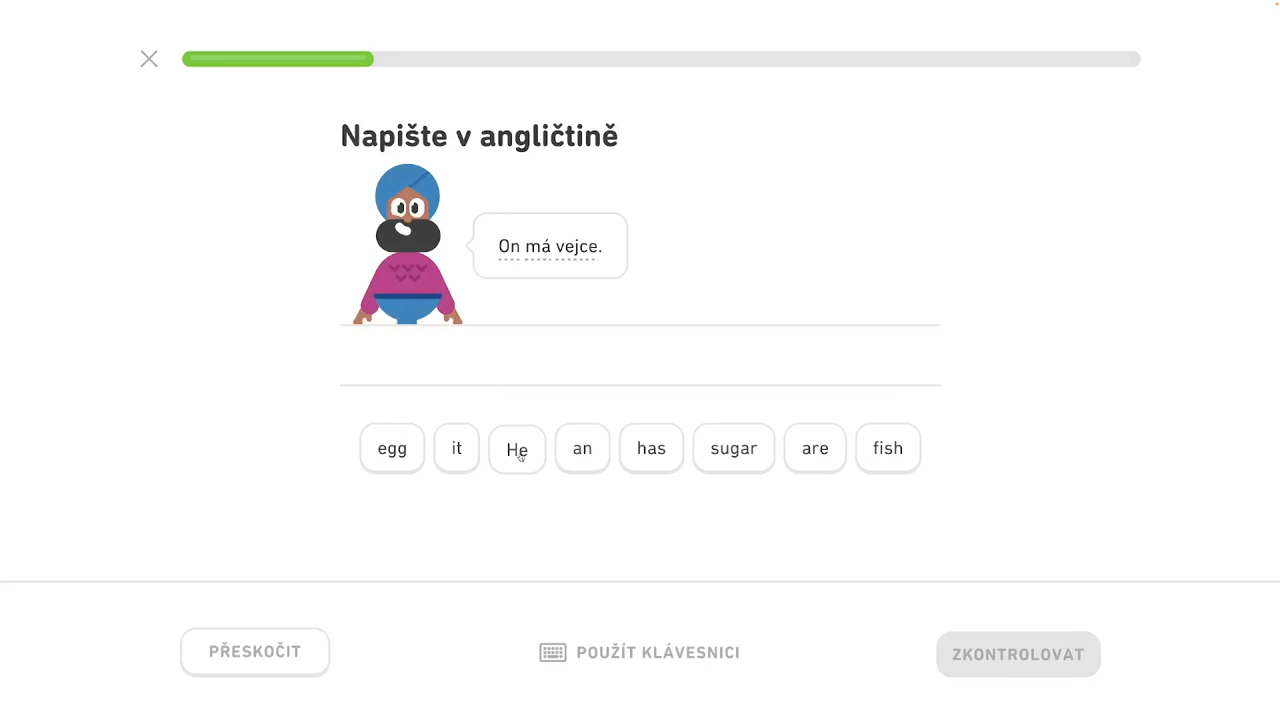 Napište v angličtině
On má vejce.
egg it He an has sugar are fish
PŘESKOČIT POUŽÍT KLÁVESNICI ZKONTROLOVAT